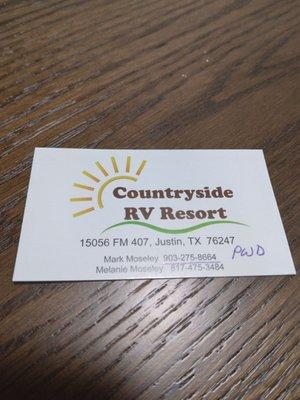 Countryside
RV Resort
15056 FM 407, Justin, TX 76247
Mark Moseley 903-275-8664
Melanie Moseley 817-475-3484
PWD